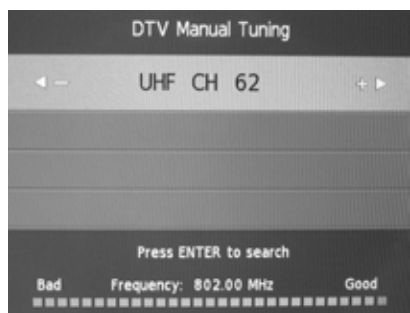 DTV Manual Tuning
− UHF CH 62 +
Press ENTER to search
Bad Frequency: 802.00 MHz Good